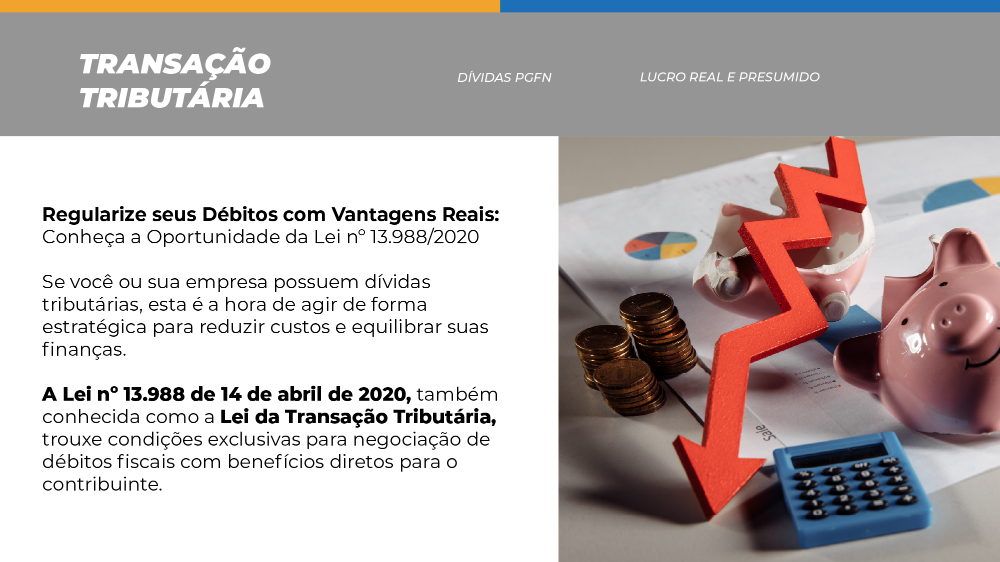 TRANSAÇÃO
TRIBUTÁRIA
DÍVIDAS PGFN
LUCRO REAL E PRESUMIDO
Regularize seus Débitos com Vantagens Reais:
Conheça a Oportunidade da Lei nº 13.988/2020
Se você ou sua empresa possuem dívidas
tributárias, esta é a hora de agir de forma
estratégica para reduzir custos e equilibrar suas
finanças.
A Lei nº 13.988 de 14 de abril de 2020, também
conhecida como a Lei da Transação Tributária,
trouxe condições exclusivas para negociação de
débitos fiscais com benefícios diretos para o
contribuinte.
Sale